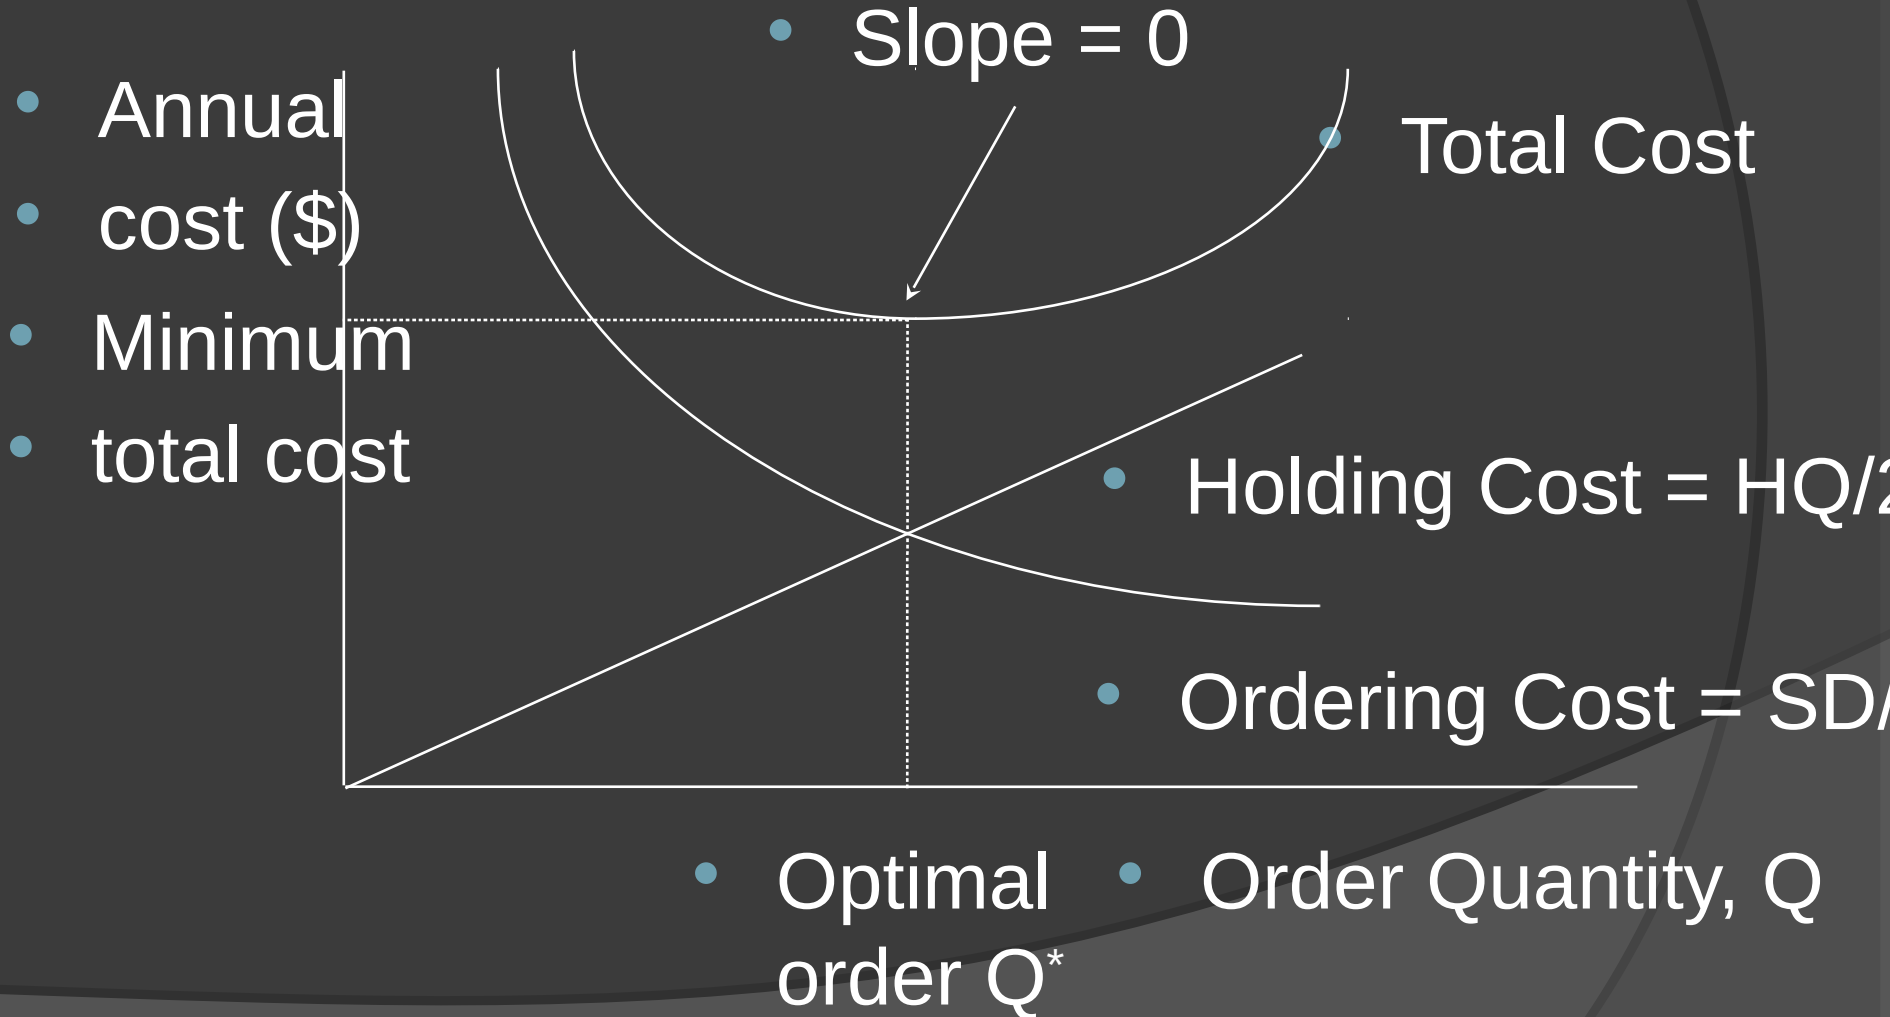 Slope = 0
Annual
cost ($)
Total Cost
Minimum
total cost
Holding Cost = HQ/2
Ordering Cost = SD/
Optimal
order Q*
Order Quantity, Q